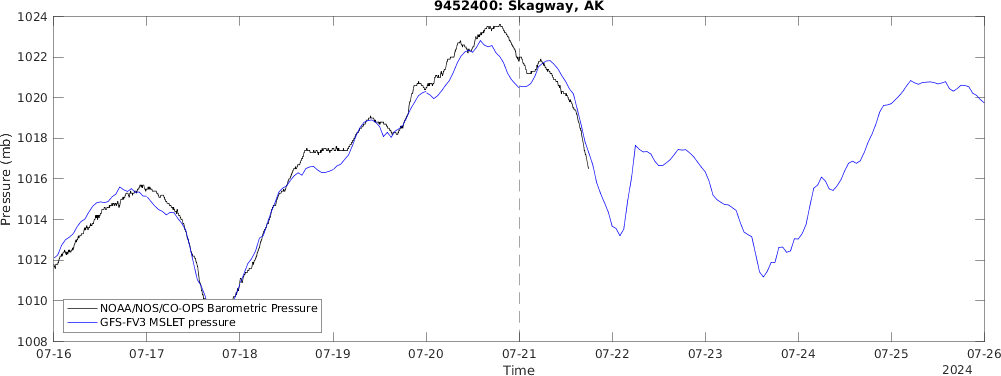 9452400: Skagway, AK
1024
1022
1020
1018
1016
1014
1012
1010
1008
Pressure (mb)
NOAA/NOS/CO-OPS Barometric Pressure
GFS-FV3 MSLET pressure
07-16 07-17 07-18 07-19 07-20 07-21 07-22 07-23 07-24 07-25 07-26
Time
2024